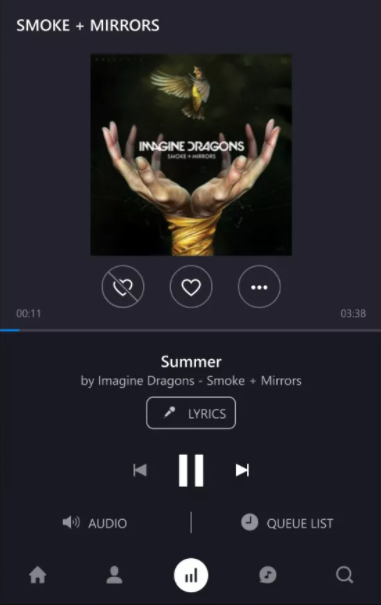 SMOKE + MIRRORS
IMAGINE DRAGONS
SMOKE + MIRRORS
00:11
03:38
Summer
by Imagine Dragons - Smoke + Mirrors
LYRICS
AUDIO
QUEUE LIST